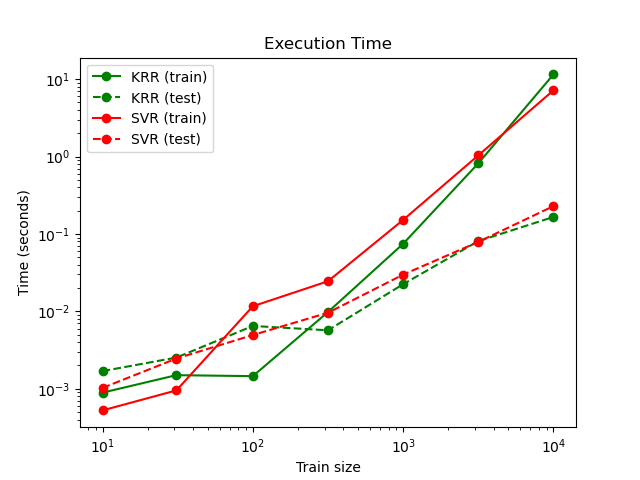 Execution Time
KRR (train)
KRR (test)
SVR (train)
SVR (test)
Time (seconds)
10¹
10⁰
10⁻¹
10⁻²
10⁻³
10¹ 10² 10³ 10⁴
Train size